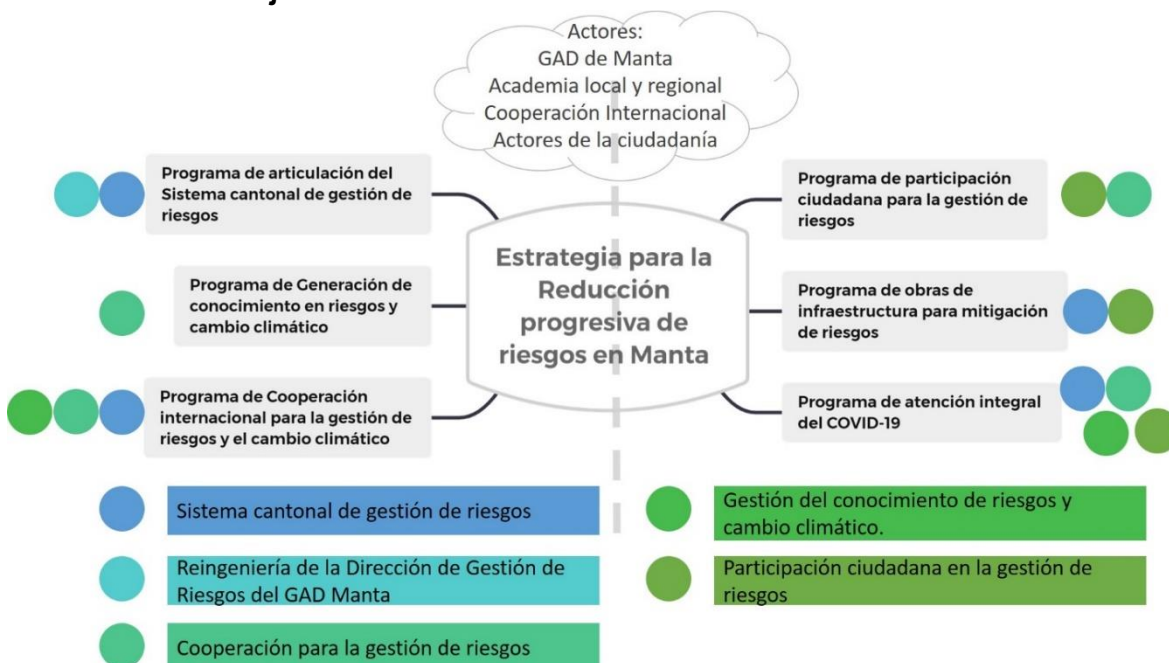 Actores:
GAD de Manta
Academia local y regional
Cooperación Internacional
Actores de la ciudadanía
Programa de articulación del
Sistema cantonal de gestión de
riesgos
Programa de Generación de
conocimiento en riesgos y
cambio climático
Programa de Cooperación
internacional para la gestión de
riesgos y el cambio climático
Estrategia para la
Reducción
progresiva de
riesgos en Manta
Programa de participación
ciudadana para la gestión de
riesgos
Programa de obras de
infraestructura para mitigación
de riesgos
Programa de atención integral
del COVID-19
Sistema cantonal de gestión de riesgos
Reingeniería de la Dirección de Gestión de
Riesgos del GAD Manta
Cooperación para la gestión de riesgos
Gestión del conocimiento de riesgos y
cambio climático.
Participación ciudadana en la gestión de
riesgos